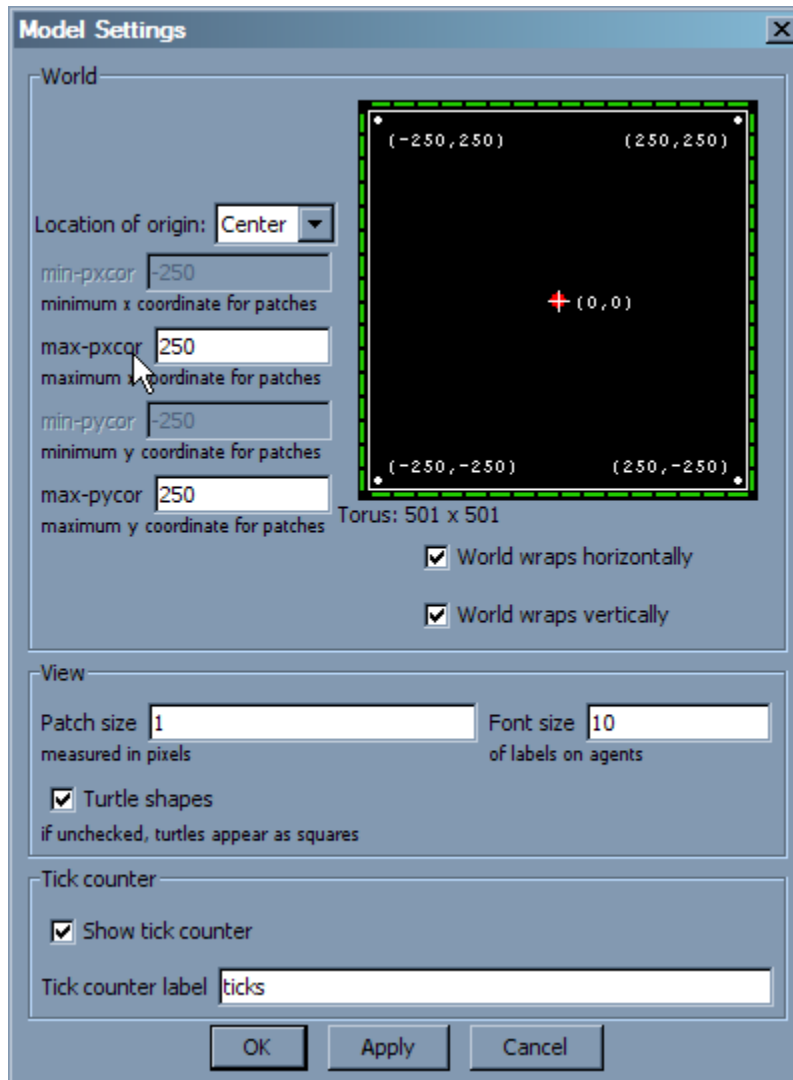 Model Settings
World
(-250,250) (250,250)
Location of origin: Center
min-pxcor -250
minimum x coordinate for patches
(0,0)
max-pxcor 250
maximum x coordinate for patches
min-pycor -250
minimum y coordinate for patches
(-250,-250) (250,-250)
max-pycor 250
maximum y coordinate for patches
Torus: 501 x 501
World wraps horizontally
World wraps vertically
View
Patch size 1 Font size 10
measured in pixels of labels on agents
Turtle shapes
if unchecked, turtles appear as squares
Tick counter
Show tick counter
Tick counter label ticks
OK Apply Cancel